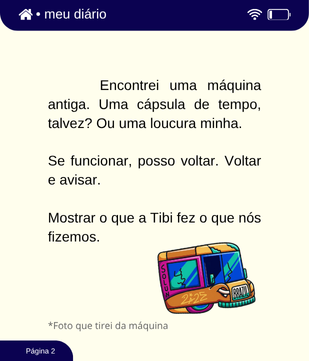 • meu diário
Encontrei uma máquina
antiga. Uma cápsula de tempo,
talvez? Ou uma loucura minha.
Se funcionar, posso voltar. Voltar
e avisar.
Mostrar o que a Tibi fez o que nós
fizemos.
*Foto que tirei da máquina
Página 2